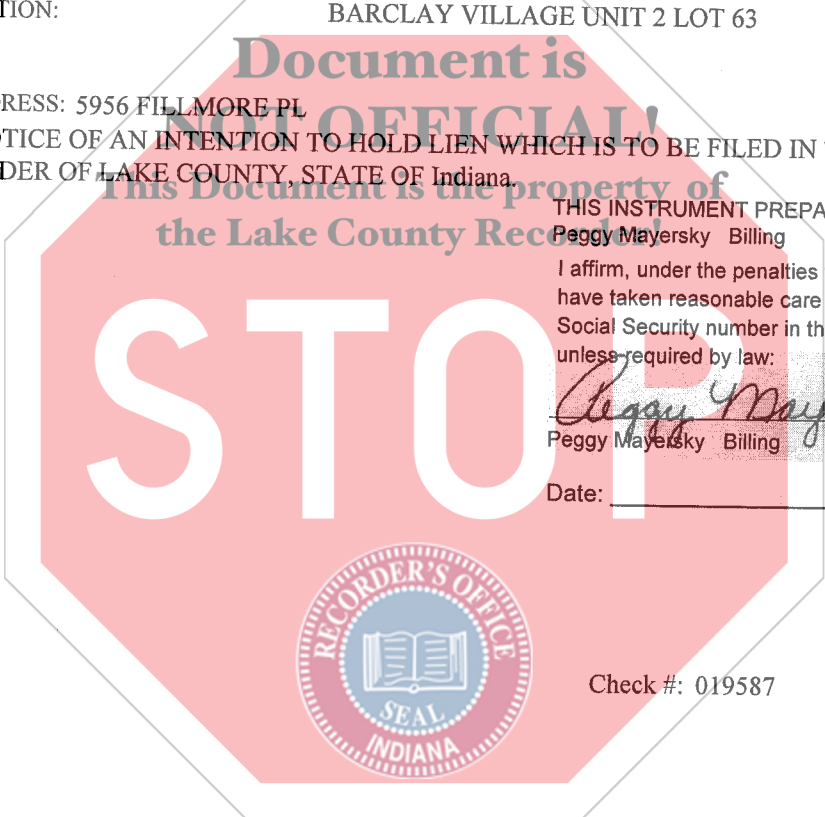 TION: BARCLAY VILLAGE UNIT 2 LOT 63
Document is
RESS: 5956 FILLMORE PL
NOT OFFICIAL!
TICE OF AN INTENTION TO HOLD LIEN WHICH IS TO BE FILED IN
DER OF LAKE COUNTY, STATE OF Indiana.
This Document is the property of
the Lake County Recorder!
THIS INSTRUMENT PREPA
Peggy Mayersky Billing
I affirm, under the penalties
have taken reasonable care
Social Security number in th
unless required by law:
Peggy May
Peggy Mayersky Billing
Date:
STOP
RECORDER'S OFFICE
SEAL
INDIANA
Check #: 019587